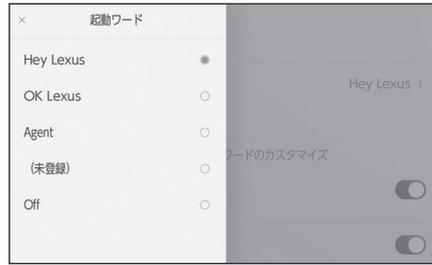 × 起動ワード
Hey Lexus
OK Lexus
Agent
（未登録）
Off
Hey Lexus
ワードのカスタマイズ